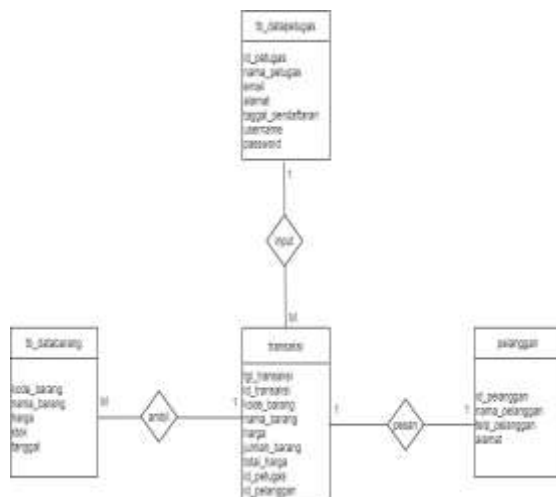 tb_datapetugas
id_petugas
nama_petugas
email
alamat
taggal_pendaftaran
username
password
1
input
M
tb_databarang
kode_barang
nama_barang
harga
stok
tanggal
M
ambil
1
transaksi
tgl_transaksi
id_transaksi
kode_barang
nama_barang
harga
jumlah_barang
total_harga
id_petugas
id_pelanggan
1
pesan
1
pelanggan
id_pelanggan
nama_pelanggan
telp_pelanggan
alamat